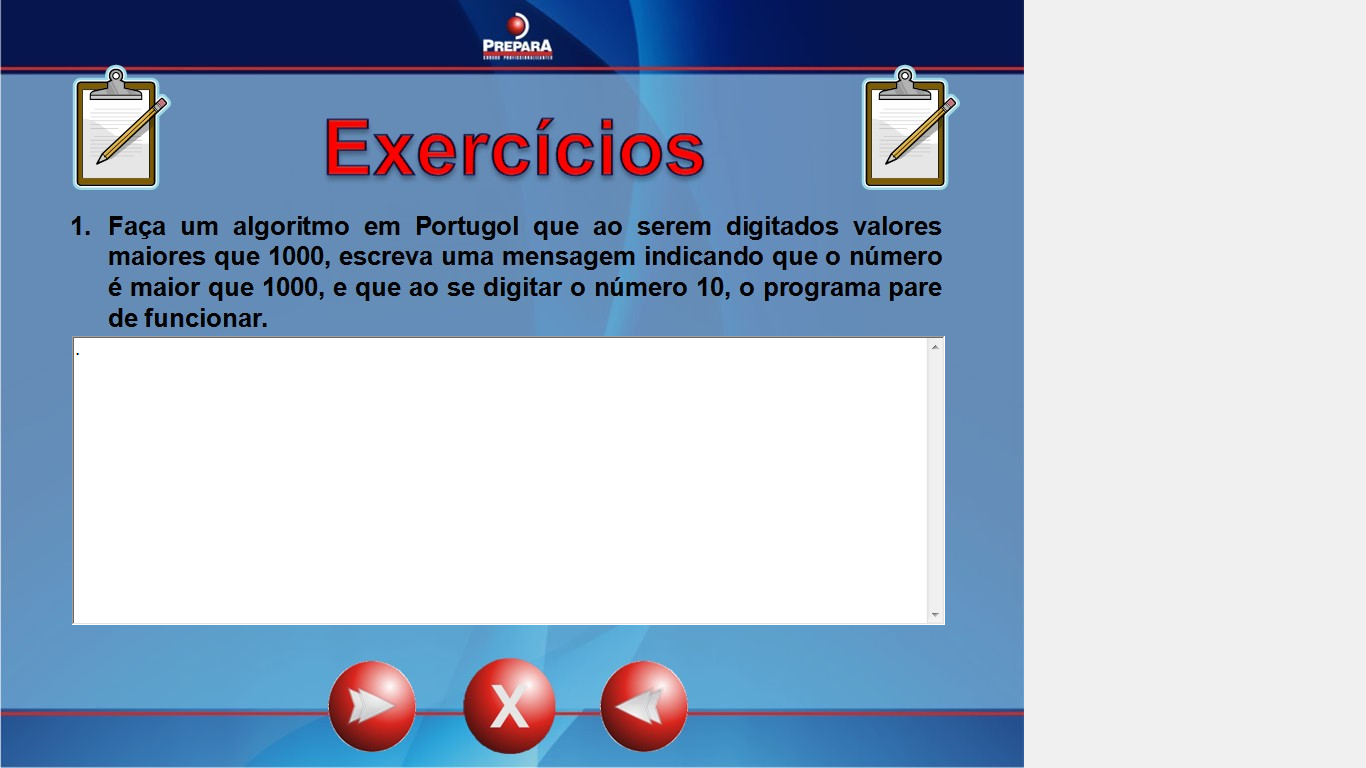 PREPARA
CURSOS PROFISSIONALIZANTES
Exercícios
1. Faça um algoritmo em Portugol que ao serem digitados valores
maiores que 1000, escreva uma mensagem indicando que o número
é maior que 1000, e que ao se digitar o número 10, o programa pare
de funcionar.
.
X